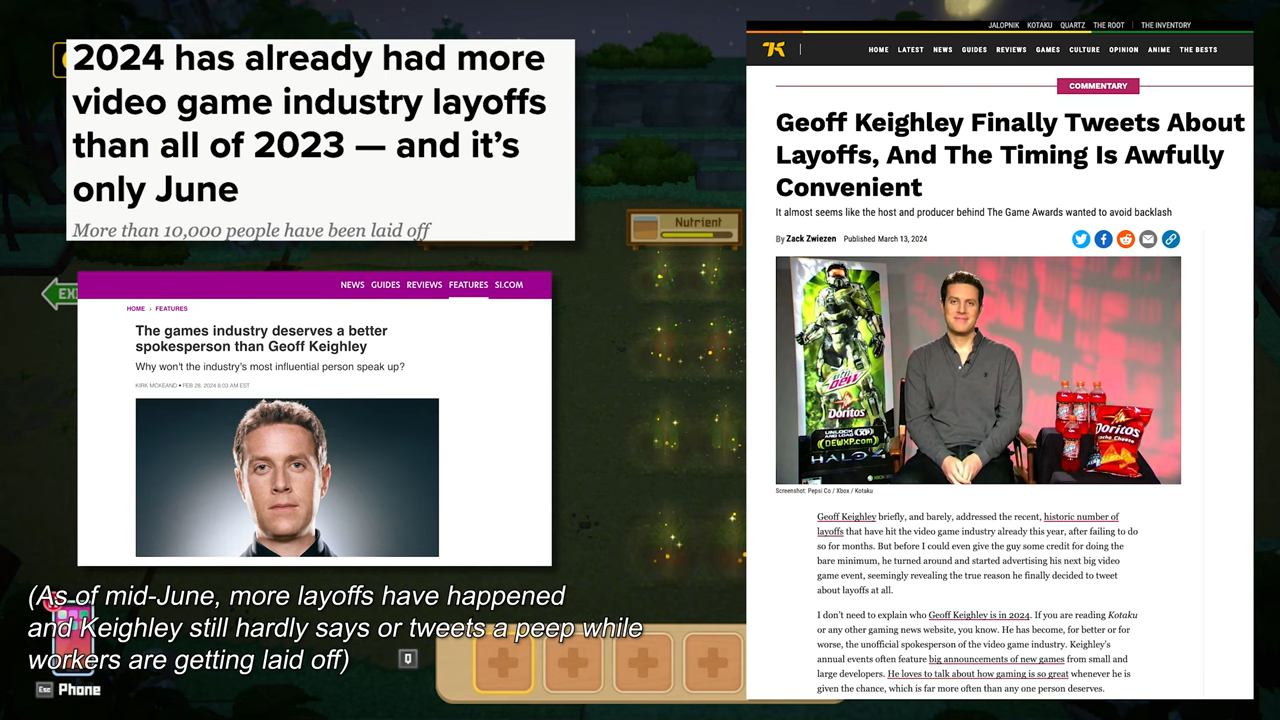 2024 has already had more
video game industry layoffs
than all of 2023 — and it's
only June
More than 10,000 people have been laid off
NEWS GUIDES REVIEWS FEATURES SI.COM
HOME > FEATURES
The games industry deserves a better
spokesperson than Geoff Keighley
Why won't the industry's most influential person speak up?
KIRK MCKEAND • FEB 28, 2024 8:03 AM EST
(As of mid-June, more layoffs have happened
and Keighley still hardly says or tweets a peep while
workers are getting laid off)
Esc Phone
Q
Nutrient
JALOPNIK KOTAKU QUARTZ THE ROOT | THE INVENTORY
HOME LATEST NEWS GUIDES REVIEWS GAMES CULTURE OPINION ANIME THE BESTS
COMMENTARY
Geoff Keighley Finally Tweets About
Layoffs, And The Timing Is Awfully
Convenient
It almost seems like the host and producer behind The Game Awards wanted to avoid backlash
By Zack Zwiezen Published March 13, 2024
Mtn DEW
Doritos
UNLOCK
AND LOAD
DEWXP.com
HALO
Doritos
Nacho Cheese
Screenshot: Pepsi Co / Xbox / Kotaku
Geoff Keighley briefly, and barely, addressed the recent, historic number of
layoffs that have hit the video game industry already this year, after failing to do
so for months. But before I could even give the guy some credit for doing the
bare minimum, he turned around and started advertising his next big video
game event, seemingly revealing the true reason he finally decided to tweet
about layoffs at all.
I don't need to explain who Geoff Keighley is in 2024. If you are reading Kotaku
or any other gaming news website, you know. He has become, for better or for
worse, the unofficial spokesperson of the video game industry. Keighley's
annual events often feature big announcements of new games from small and
large developers. He loves to talk about how gaming is so great whenever he is
given the chance, which is far more often than any one person deserves.